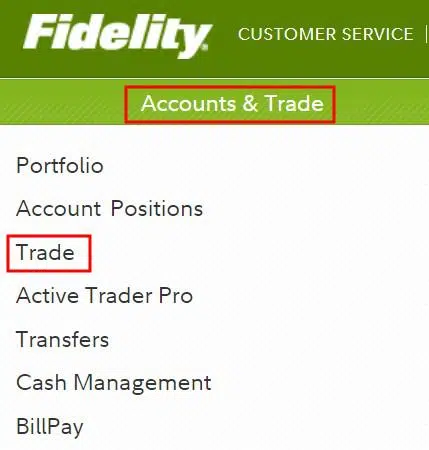 Fidelity CUSTOMER SERVICE
Accounts & Trade
Portfolio
Account Positions
Trade
Active Trader Pro
Transfers
Cash Management
BillPay